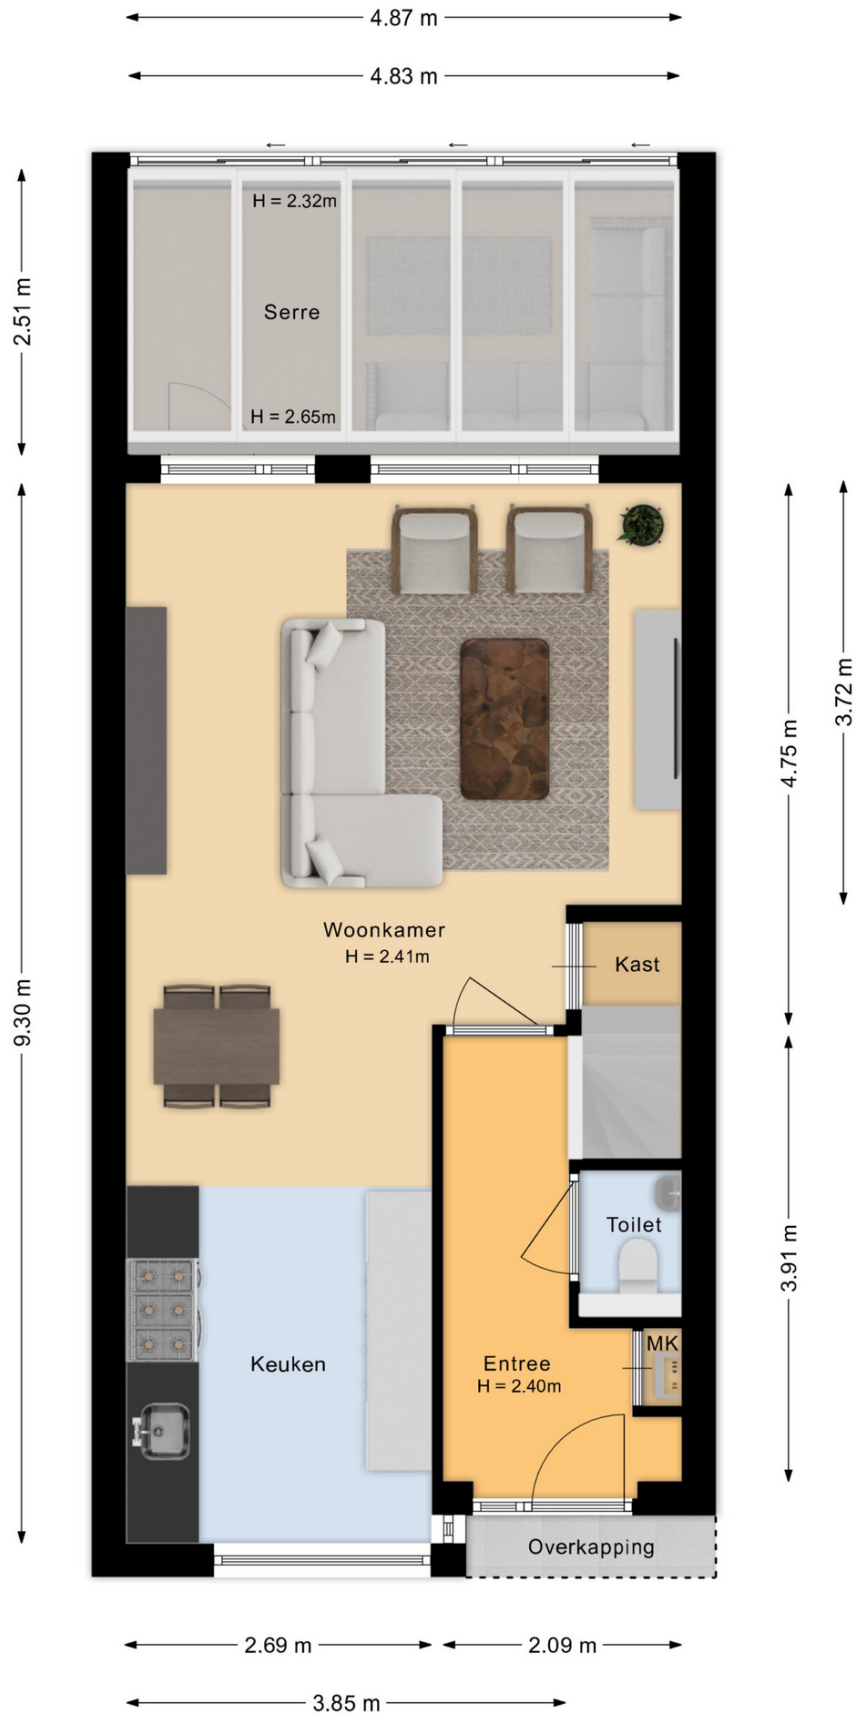 4.87 m
4.83 m
H = 2.32m
2.51 m
Serre
H = 2.65m
3.72 m
4.75 m
Woonkamer
H = 2.41m
Kast
9.30 m
Toilet
3.91 m
MK
Keuken
Entree
H = 2.40m
Overkapping
2.69 m
2.09 m
3.85 m